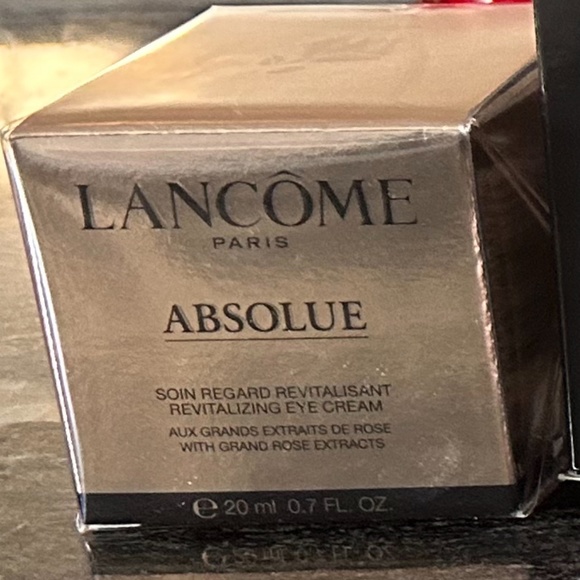 LANCÔME
PARIS
ABSOLUE
SOIN REGARD REVITALISANT
REVITALIZING EYE CREAM
AUX GRANDS EXTRAITS DE ROSE
WITH GRAND ROSE EXTRACTS
℮ 20 ml 0.7 FL. OZ.